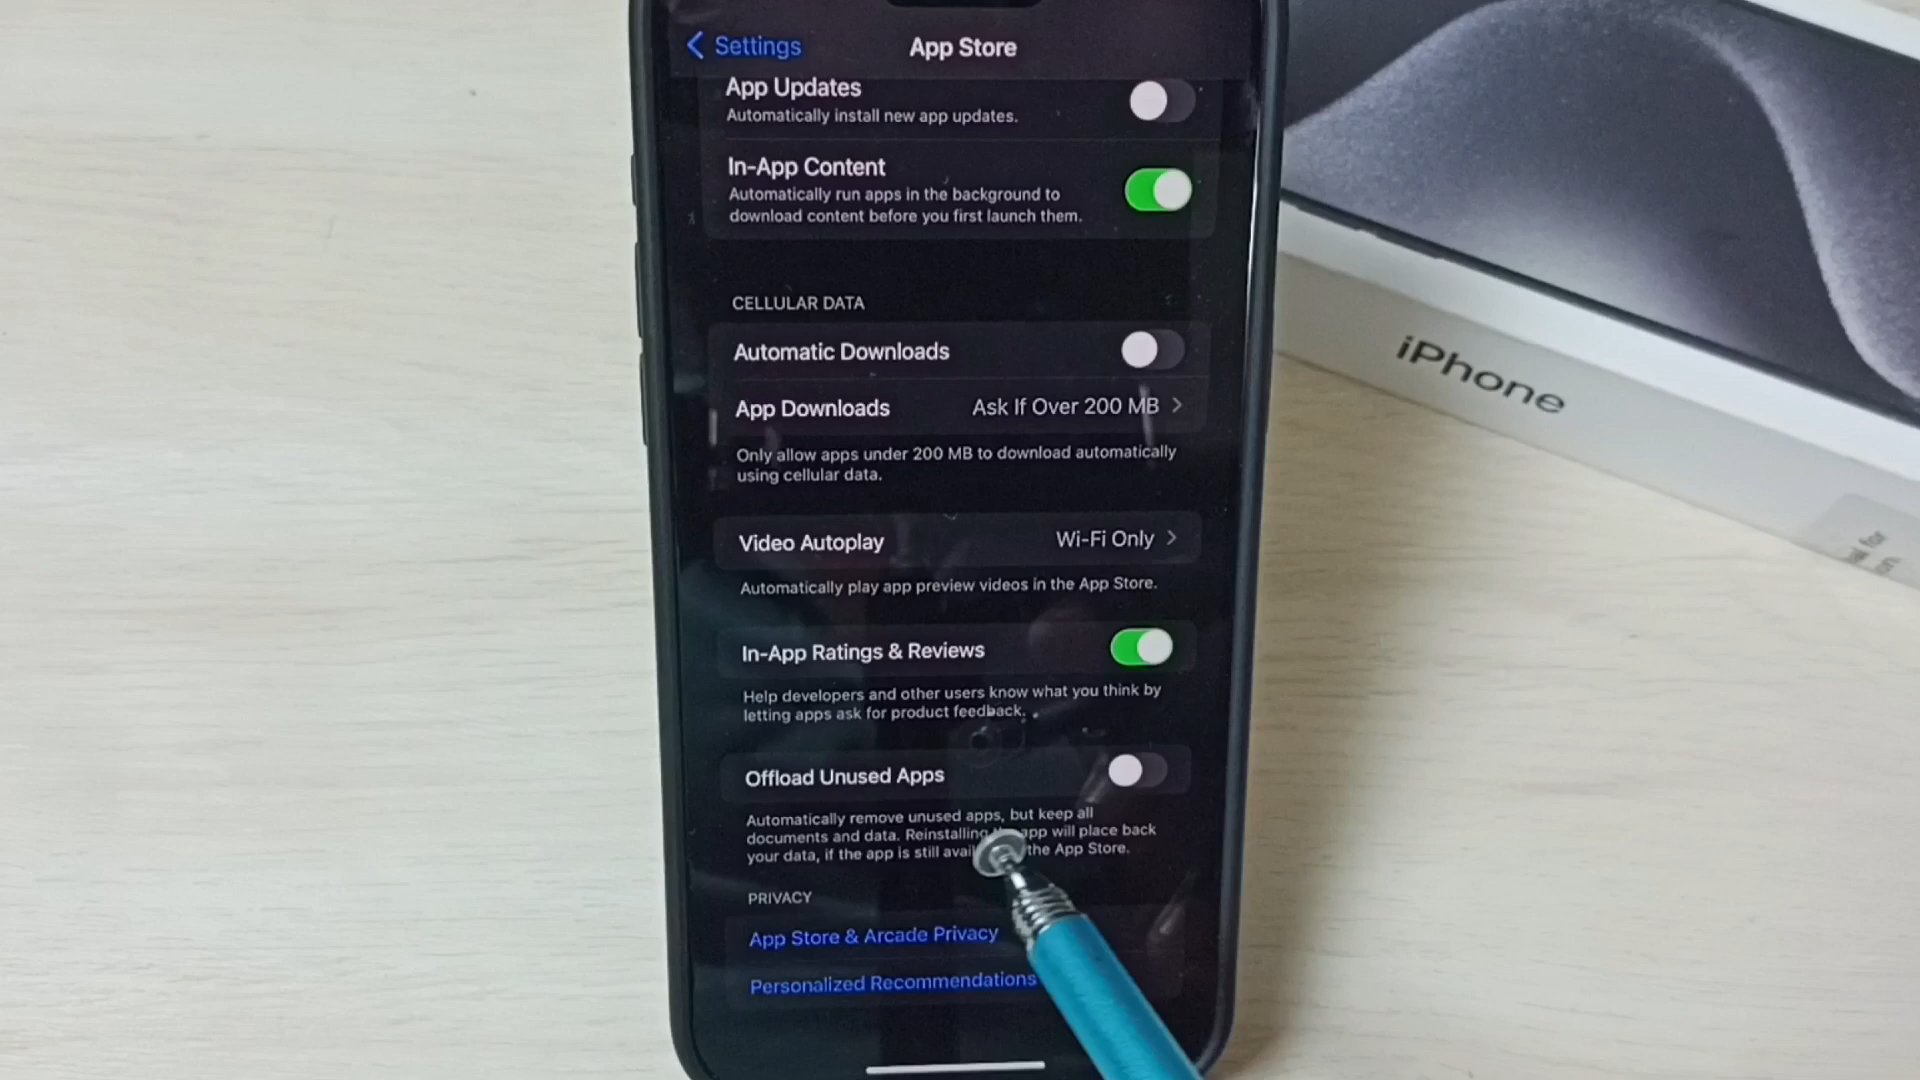 Settings
App Store
App Updates
Automatically install new app updates.
In-App Content
Automatically run apps in the background to
download content before you first launch them.
CELLULAR DATA
Automatic Downloads
App Downloads Ask If Over 200 MB
Only allow apps under 200 MB to download automatically
using cellular data.
Video Autoplay Wi-Fi Only
Automatically play app preview videos in the App Store.
In-App Ratings & Reviews
Help developers and other users know what you think by
letting apps ask for product feedback.
Offload Unused Apps
Automatically remove unused apps, but keep all
documents and data. Reinstalling app will place back
your data, if the app is still the App Store.
PRIVACY
App Store & Arcade Privacy
Personalized Recommendations
iPhone